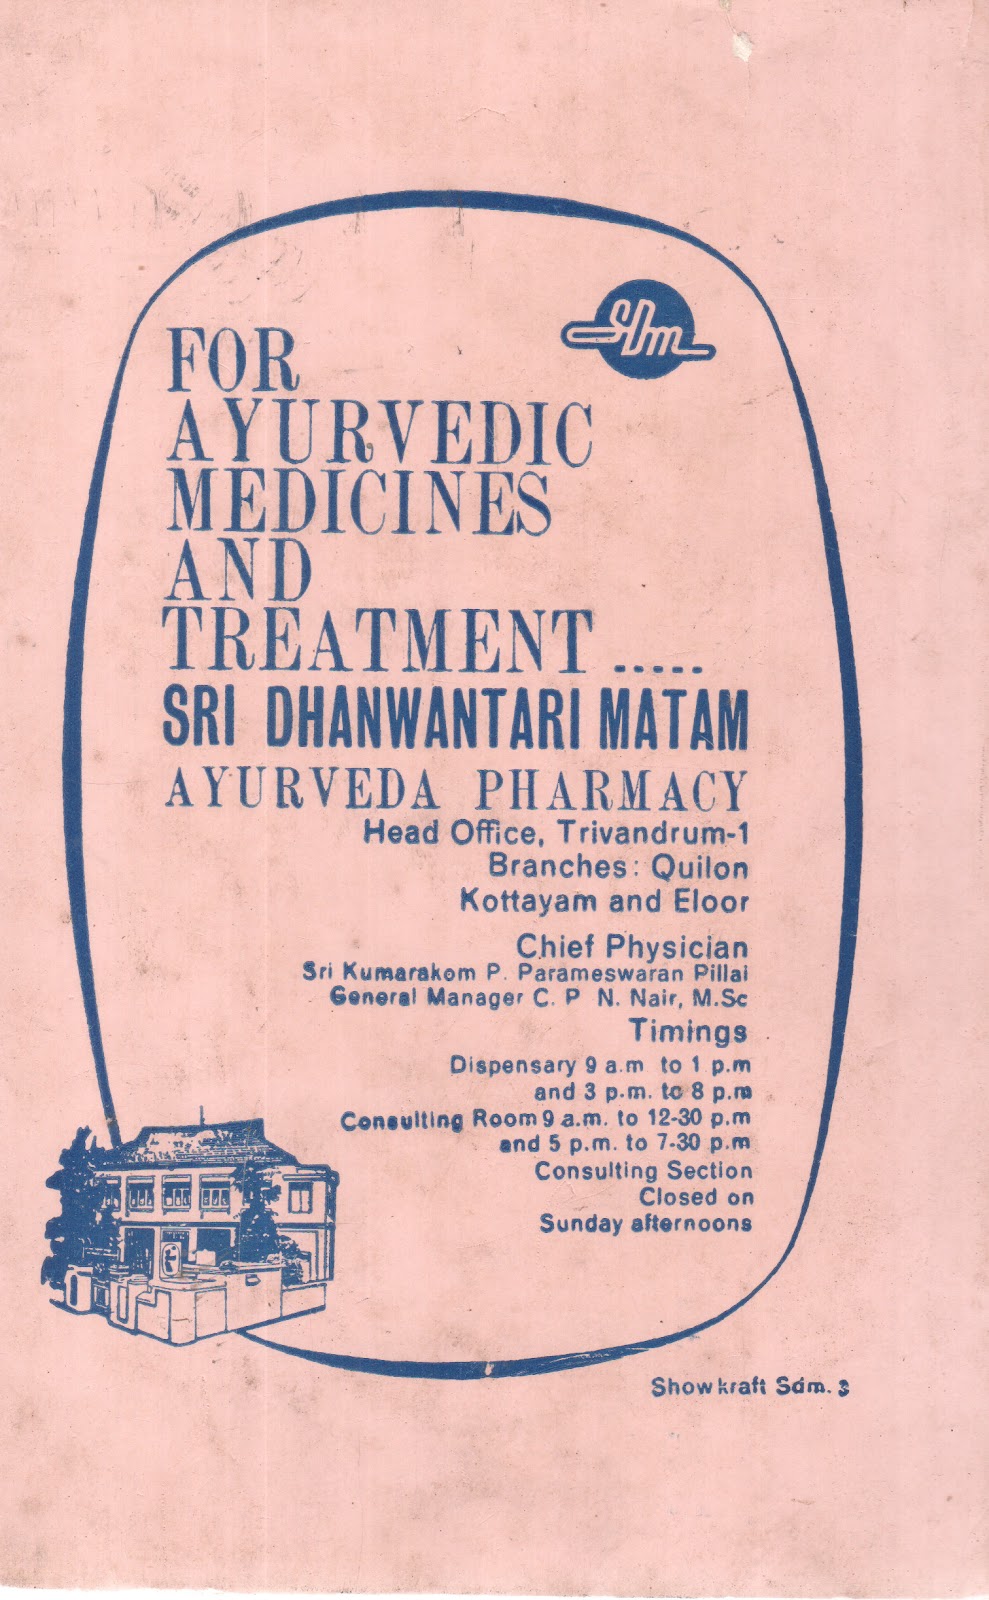 SDm
FOR
AYURVEDIC
MEDICINES
AND
TREATMENT .....
SRI DHANWANTARI MATAM
AYURVEDA PHARMACY
Head Office, Trivandrum-1
Branches: Quilon
Kottayam and Eloor
Chief Physician
Sri Kumarakom P. Parameswaran Pillai
General Manager C. P N. Nair, M.Sc
Timings
Dispensary 9 a.m to 1 p.m
and 3 p.m. to 8 p.m
Consulting Room 9 a.m. to 12-30 p.m
and 5 p.m. to 7-30 p.m
Consulting Section
Closed on
Sunday afternoons
Showkraft Sdm. 3